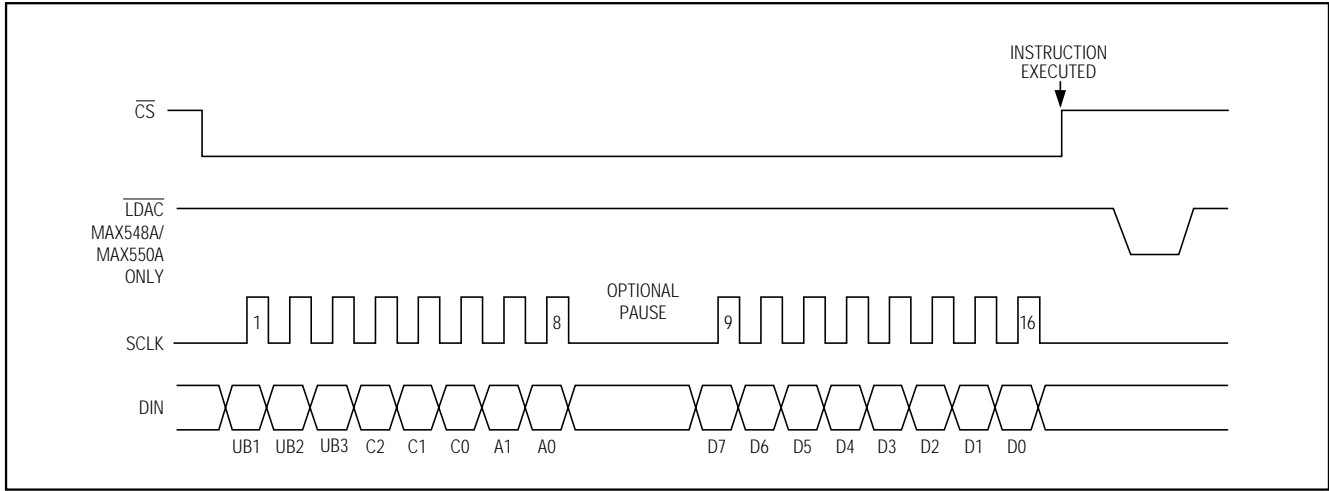 INSTRUCTION
EXECUTED
CS
LDAC
MAX548A/
MAX550A
ONLY
OPTIONAL
PAUSE
1 8 9 16
SCLK
DIN
UB1 UB2 UB3 C2 C1 C0 A1 A0 D7 D6 D5 D4 D3 D2 D1 D0